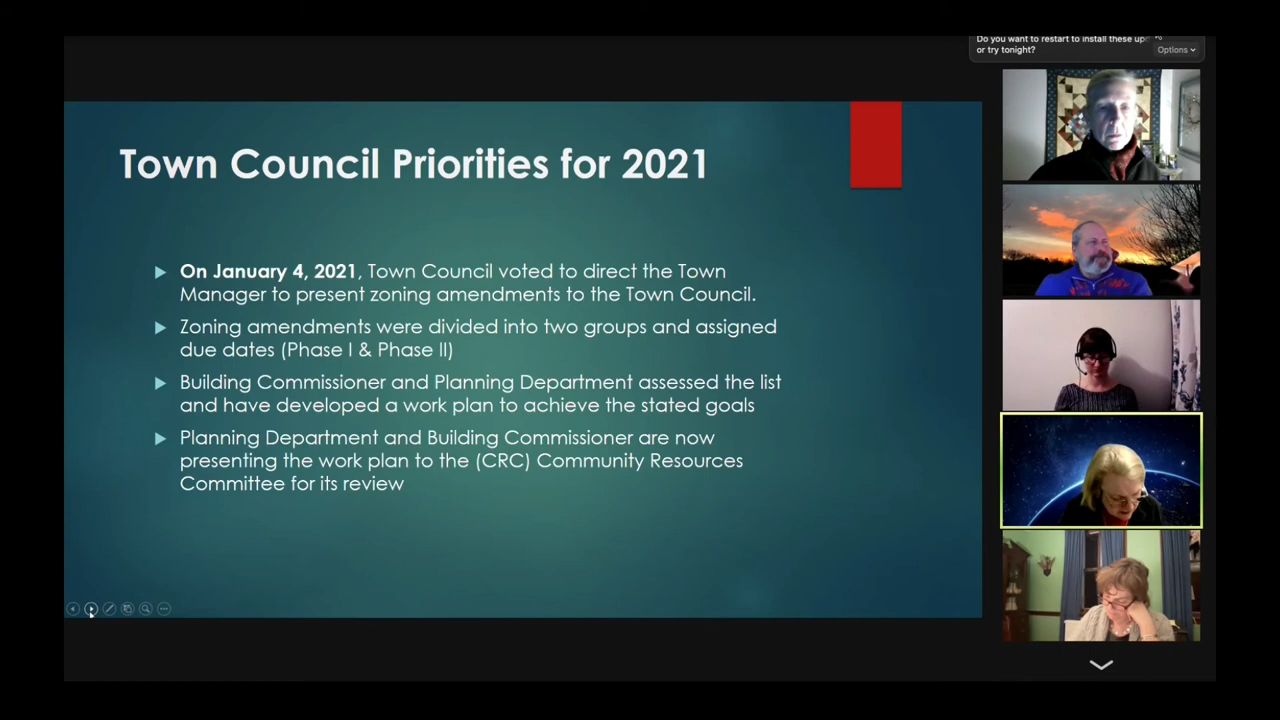 Do you want to restart to install these
or try tonight?
Options
Town Council Priorities for 2021
On January 4, 2021, Town Council voted to direct the Town
Manager to present zoning amendments to the Town Council.
Zoning amendments were divided into two groups and assigned
due dates (Phase I & Phase II)
Building Commissioner and Planning Department assessed the list
and have developed a work plan to achieve the stated goals
Planning Department and Building Commissioner are now
presenting the work plan to the (CRC) Community Resources
Committee for its review